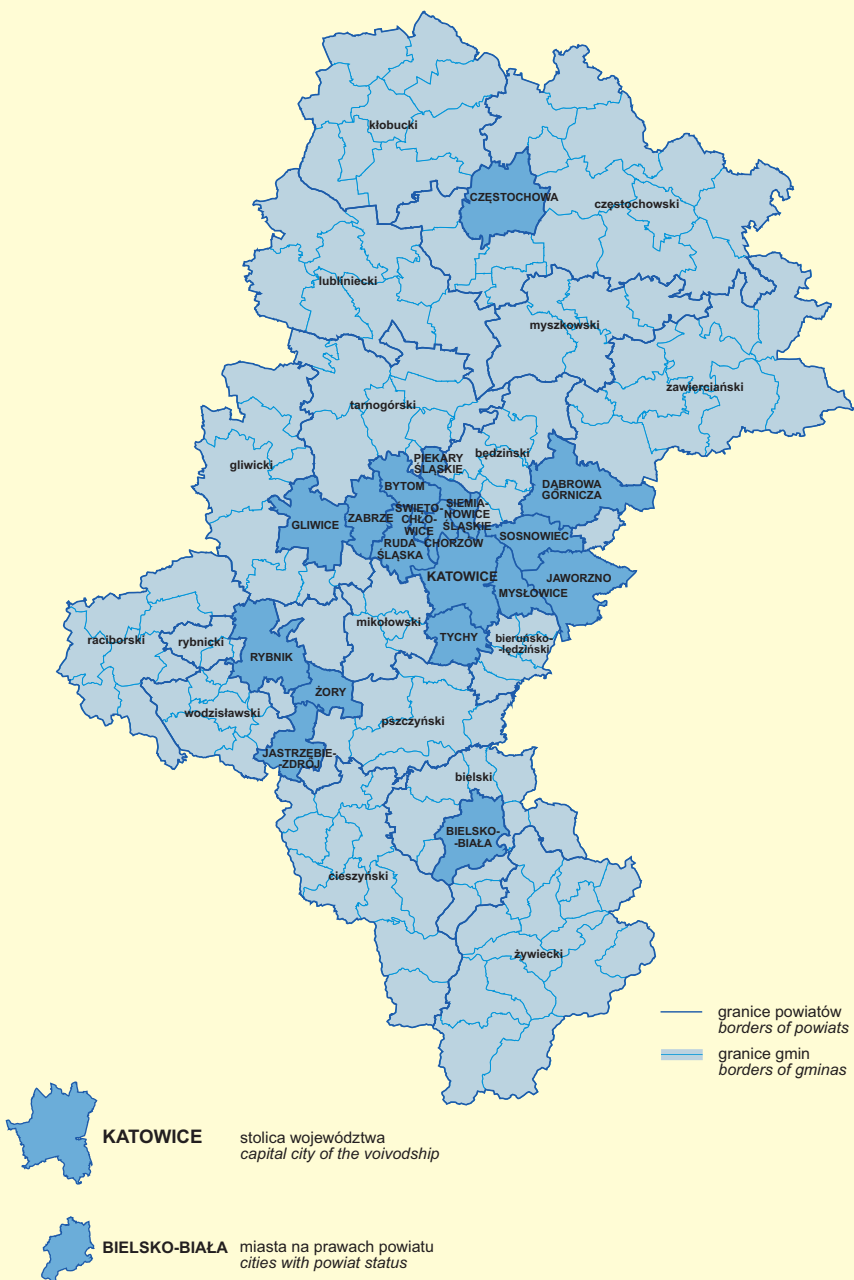 kłobucki
CZĘSTOCHOWA
częstochowski
lubliniecki
myszkowski
zawierciański
tarnogórski
będziński
PIEKARY
ŚLĄSKIE
gliwicki
BYTOM
DĄBROWA
GÓRNICZA
GLIWICE
ZABRZE
ŚWIĘTO-
CHŁO-
WICE
SIEMIA-
NOWICE
ŚLĄSKIE
SOSNOWIEC
RUDA
ŚLĄSKA
CHORZÓW
KATOWICE
MYSŁOWICE
JAWORZNO
mikołowski
TYCHY
bieruńsko-
-lędziński
raciborski
rybnicki
RYBNIK
ŻORY
wodzisławski
pszczyński
JASTRZĘBIE-
-ZDRÓJ
bielski
BIELSKO-
-BIAŁA
cieszyński
żywiecki
granice powiatów
borders of powiats
granice gmin
borders of gminas
KATOWICE stolica województwa
capital city of the voivodship
BIELSKO-BIAŁA miasta na prawach powiatu
cities with powiat status